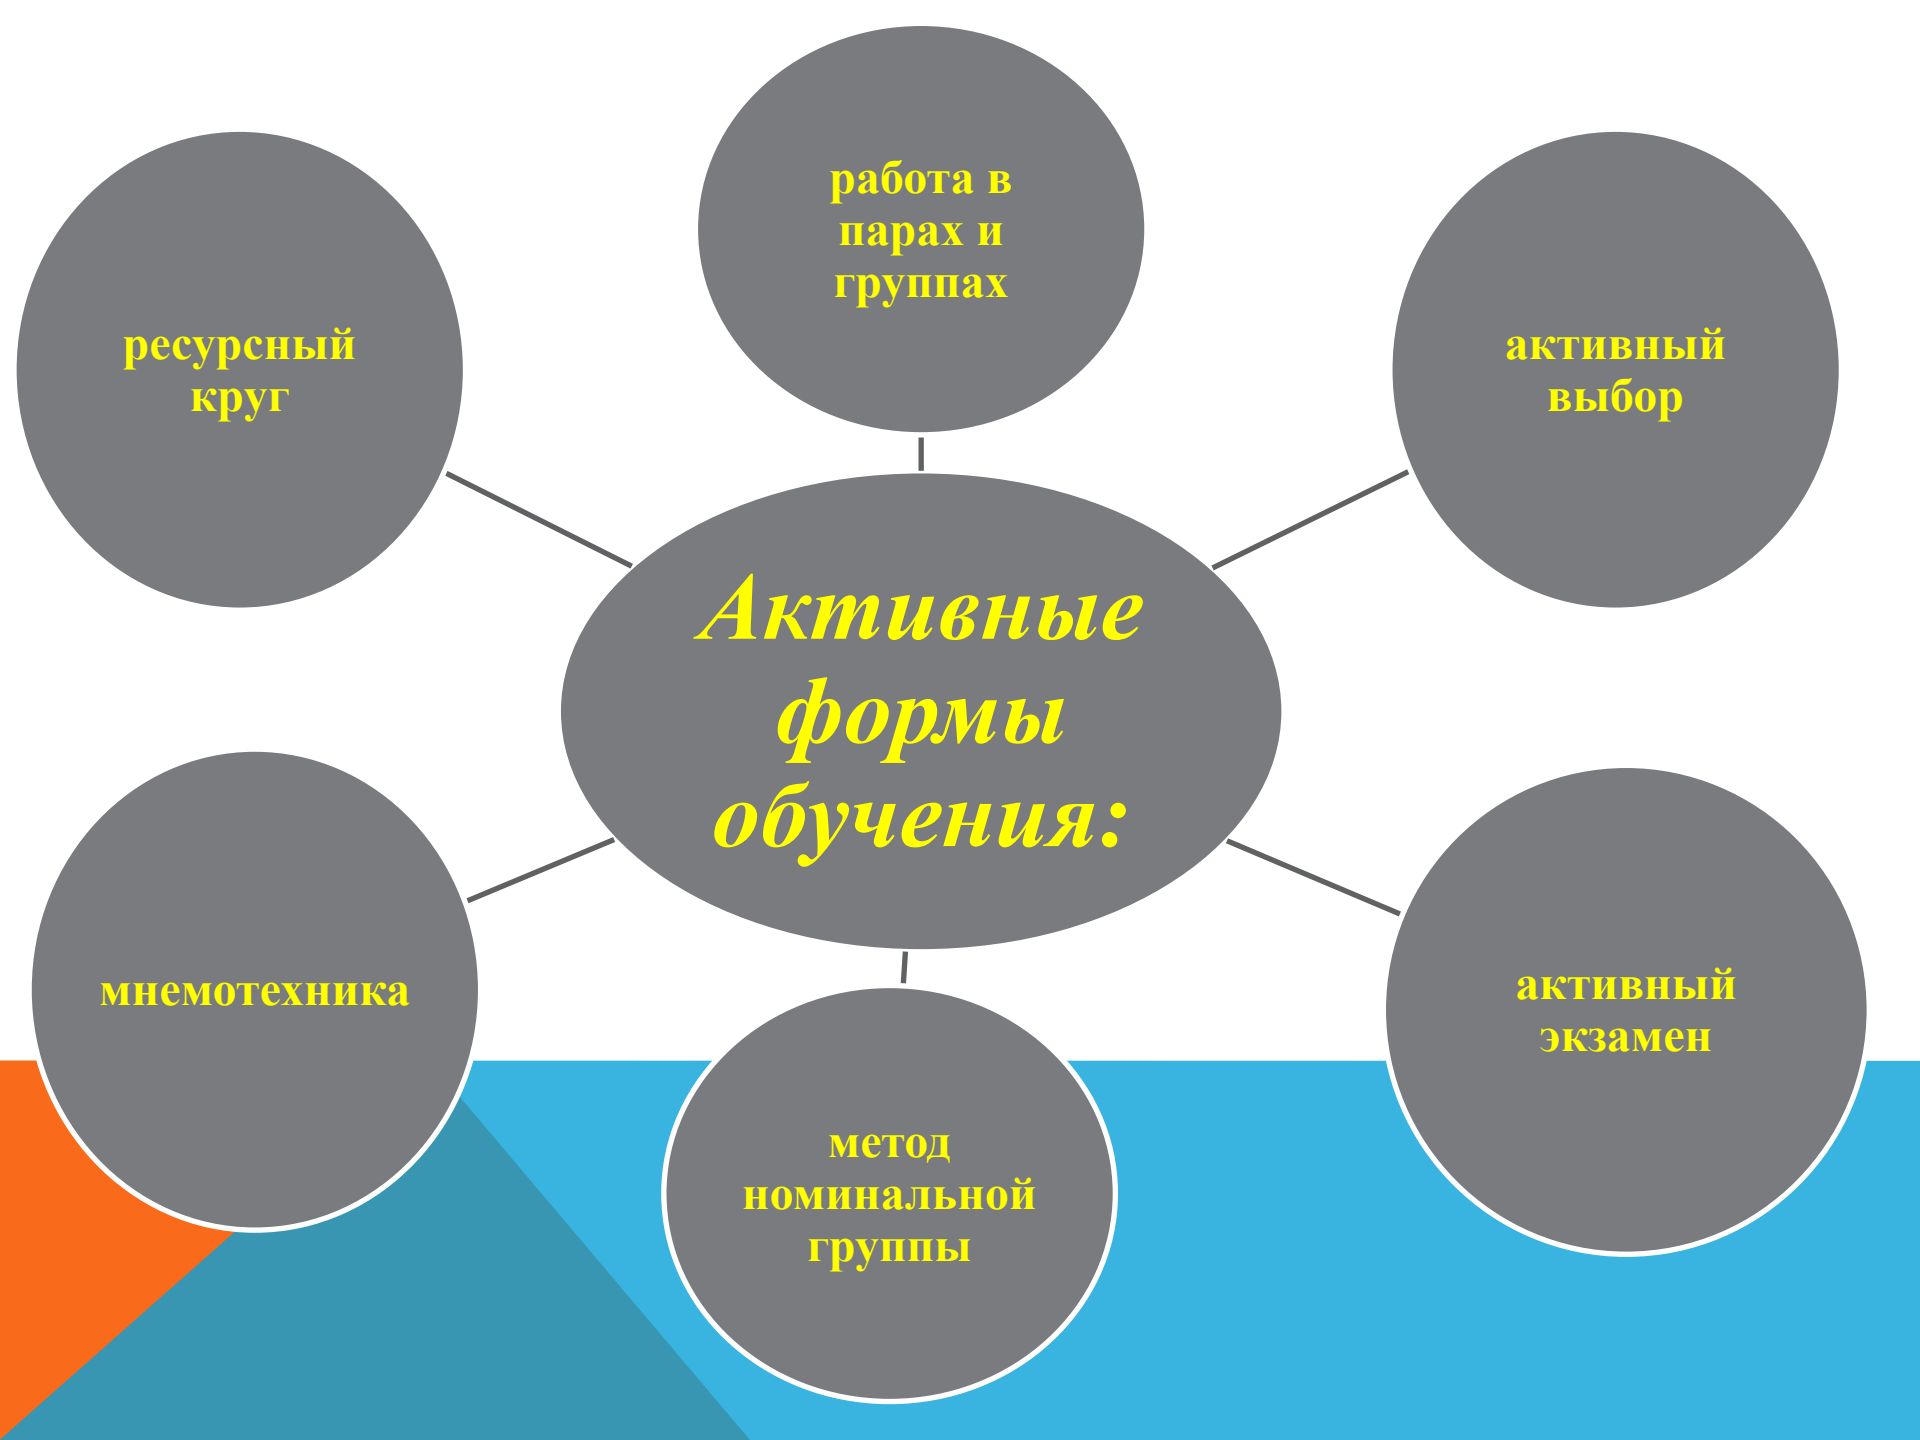 работа в
парах и
группах
ресурсный
круг
активный
выбор
Активные
формы
обучения:
мнемотехника
активный
экзамен
метод
номинальной
группы